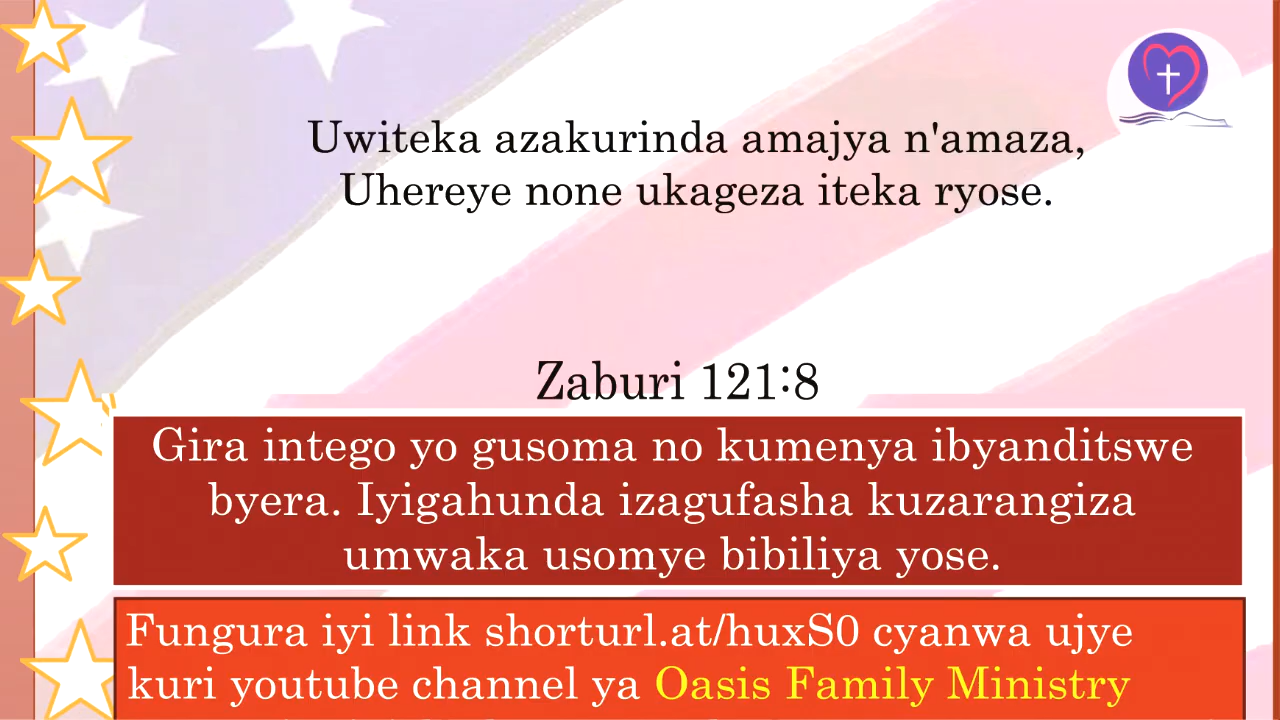 Uwiteka azakurinda amajya n'amaza,
Uhereye none ukageza iteka ryose.
Zaburi 121:8
Gira intego yo gusoma no kumenya ibyanditswe
byera. Iyigahunda izagufasha kuzarangiza
umwaka usomye bibiliya yose.
Fungura iyi link shorturl.at/huxS0 cyanwa ujye
kuri youtube channel ya Oasis Family Ministry